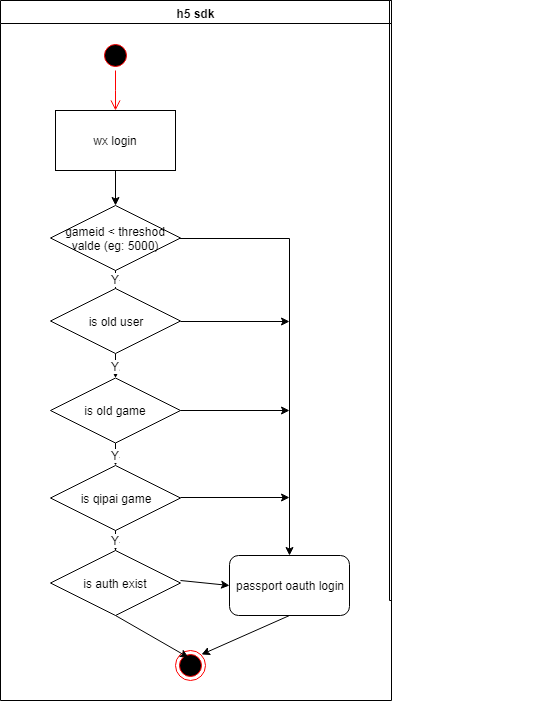 h5 sdk
wx login
gameid < threshod
valde (eg: 5000)
Y
is old user
Y
is old game
Y
is qipai game
Y
is auth exist
passport oauth login